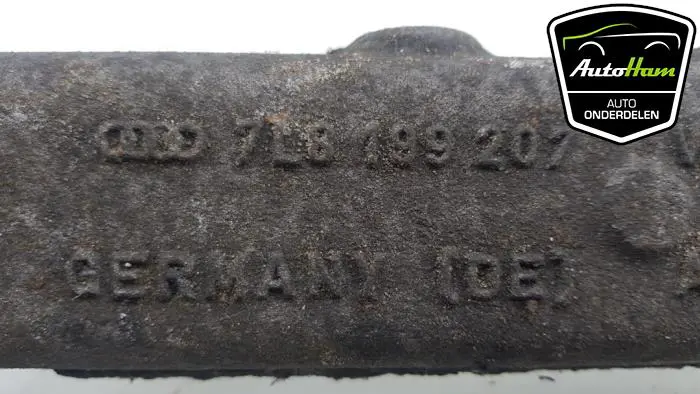 AutoHam
AUTO
ONDERDELEN
7L8 199 207
GERMANY (DE)